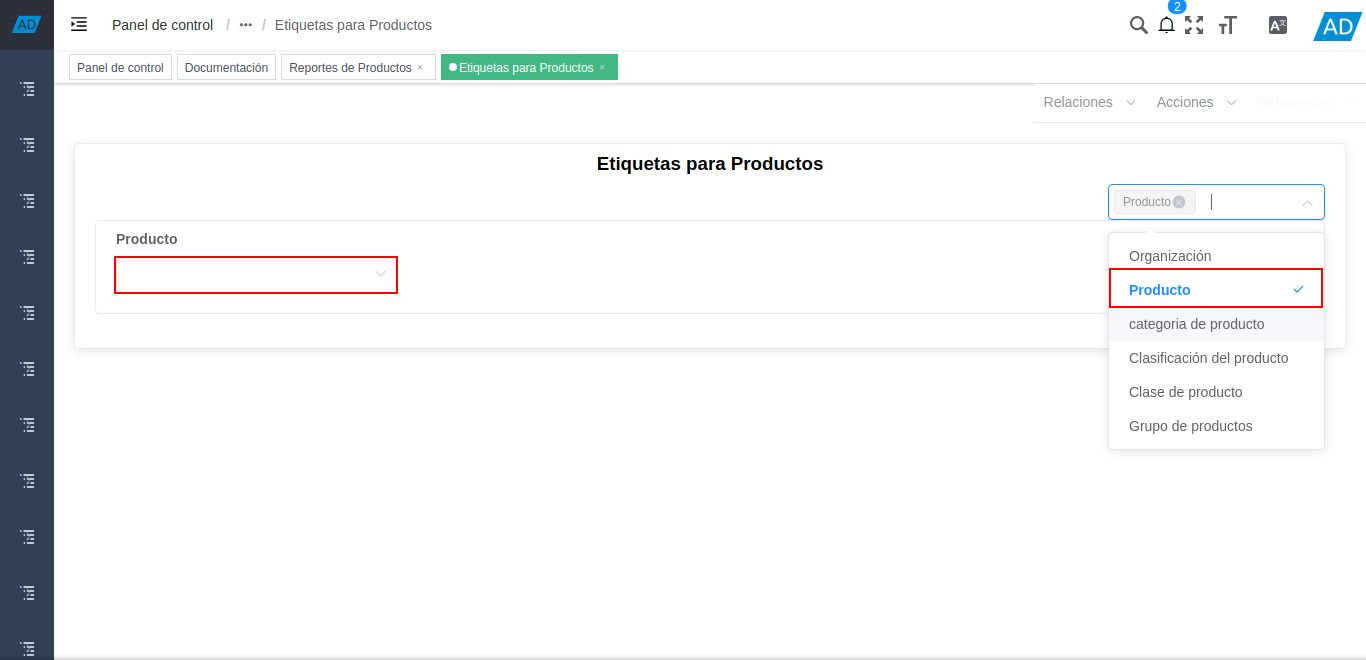 AD
Panel de control / ••• / Etiquetas para Productos
2
A
AD
Panel de control
Documentación
Reportes de Productos ×
Etiquetas para Productos ×
Relaciones
Acciones
Referencias
Etiquetas para Productos
Producto
Producto
Organización
Producto
categoria de producto
Clasificación del producto
Clase de producto
Grupo de productos